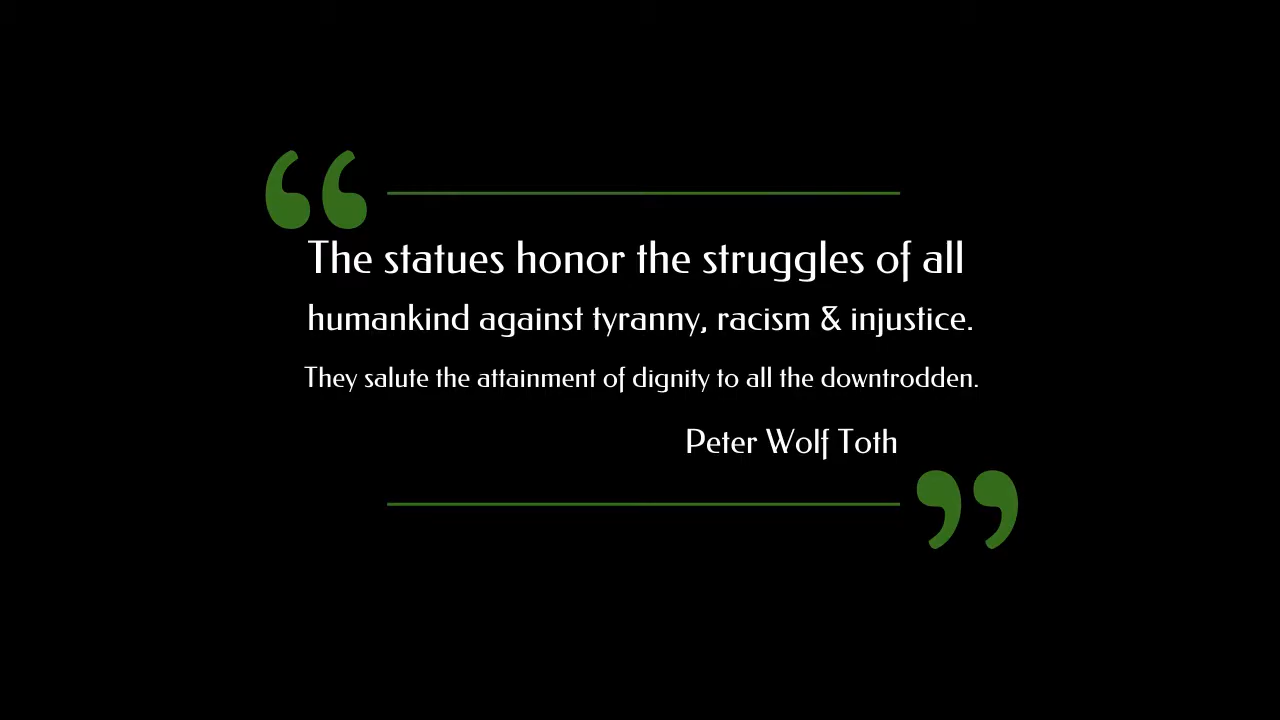 The statues honor the struggles of all
humankind against tyranny, racism & injustice.
They salute the attainment of dignity to all the downtrodden.
Peter Wolf Toth